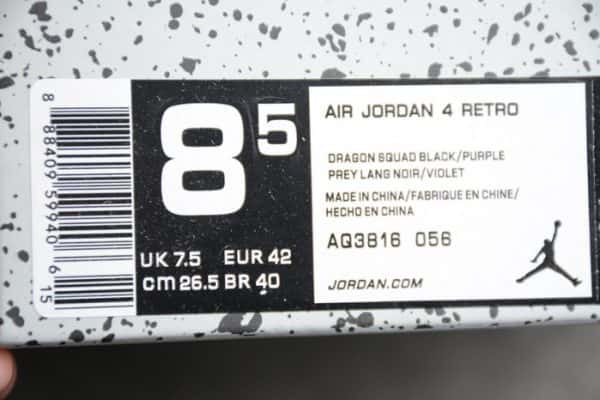 8 88409 59940 6 15
8 5
UK 7.5 EUR 42
CM 26.5 BR 40
AIR JORDAN 4 RETRO
DRAGON SQUAD BLACK/PURPLE
PREY LANG NOIR/VIOLET
MADE IN CHINA/FABRIQUE EN CHINE/
HECHO EN CHINA
AQ3816 056
JORDAN.COM